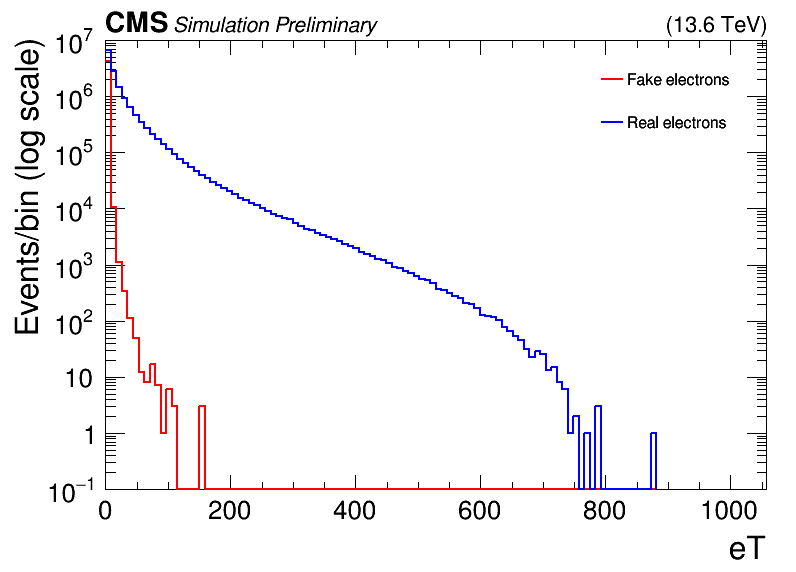 CMS Simulation Preliminary (13.6 TeV)
Events/bin (log scale)
10^7
10^6
10^5
10^4
10^3
10^2
10
1
10^−1
Fake electrons
Real electrons
0 200 400 600 800 1000
eT